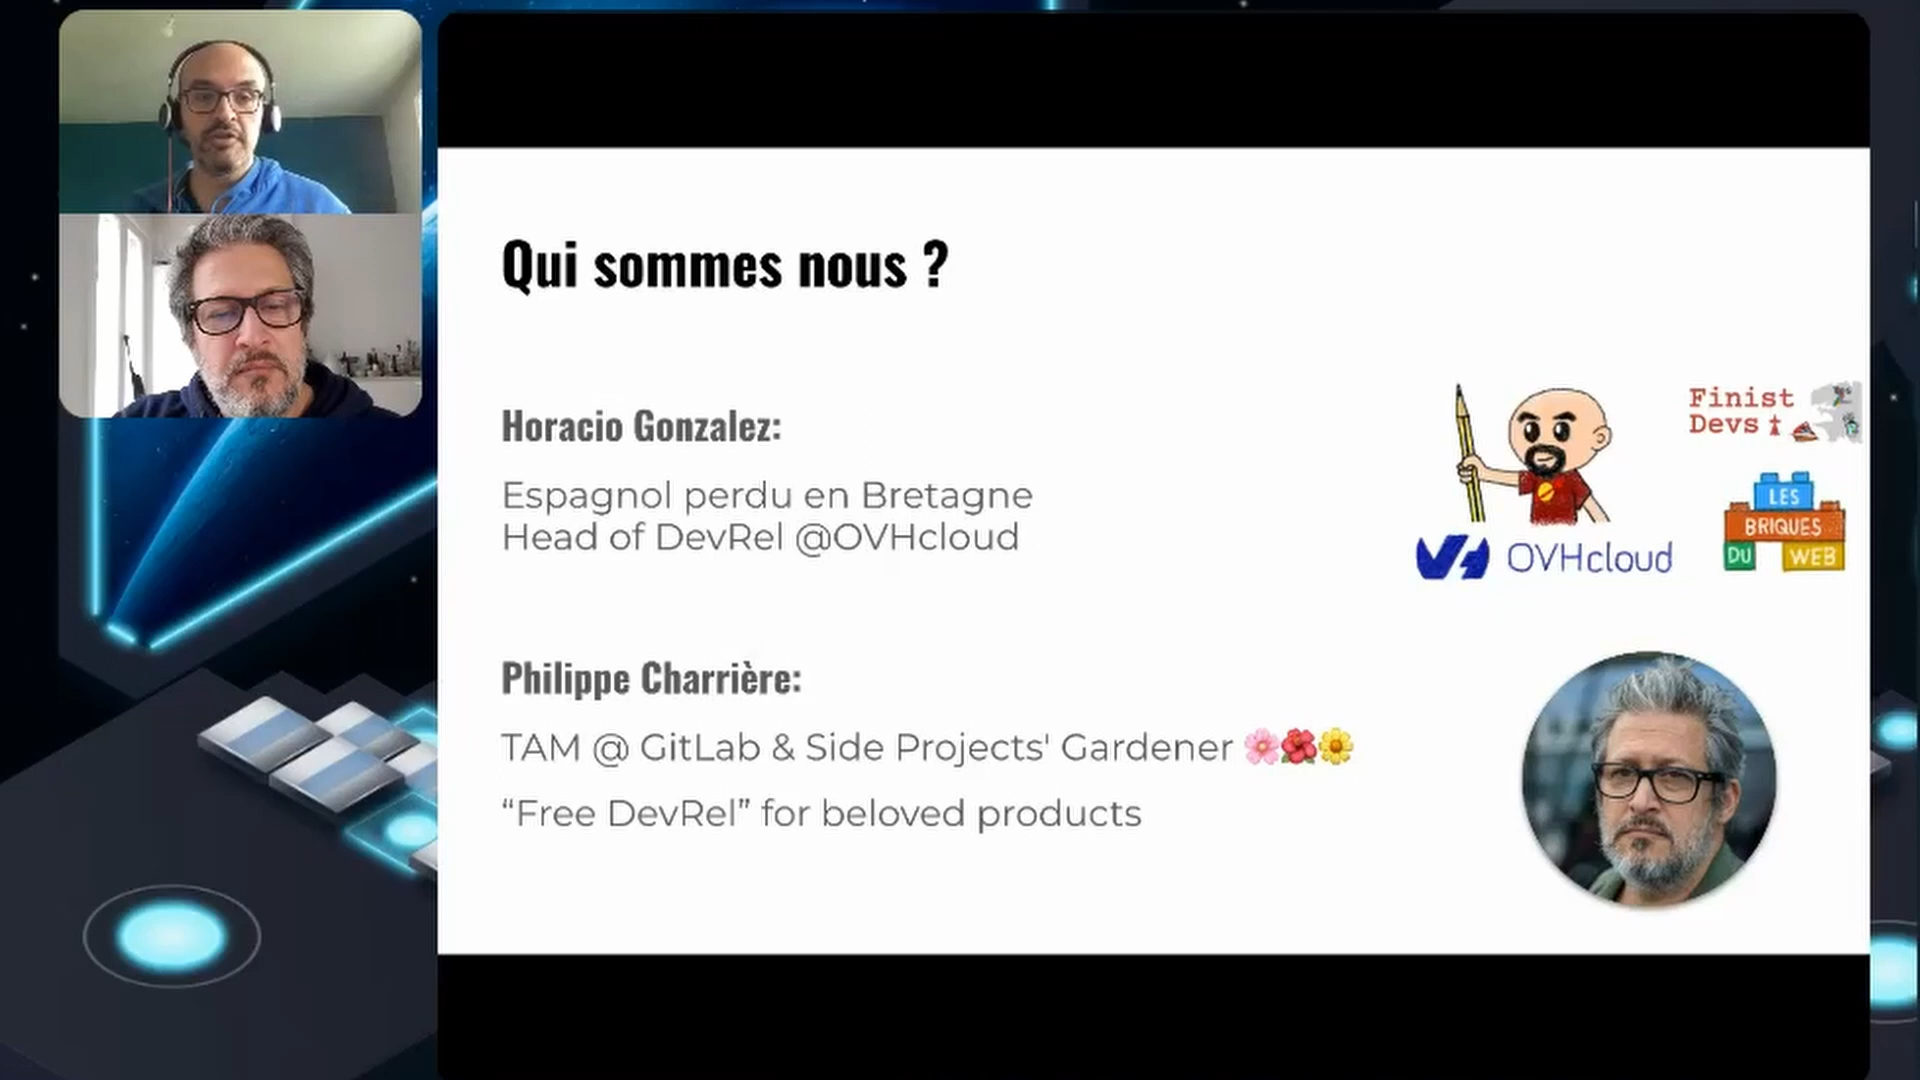 Qui sommes nous ?
Horacio Gonzalez:
Espagnol perdu en Bretagne
Head of DevRel @OVHcloud
Finist
Devs
OVHcloud
LES
BRIQUES
DU WEB
Philippe Charrière:
TAM @ GitLab & Side Projects' Gardener 🌸🌺🌼
“Free DevRel” for beloved products